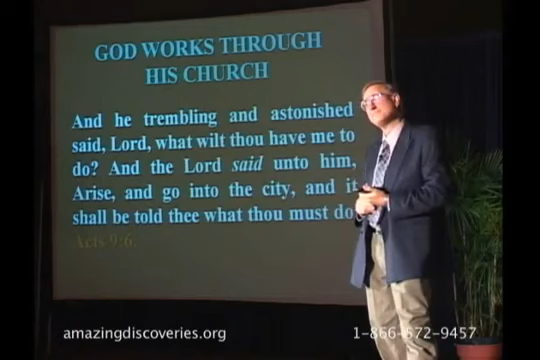 GOD WORKS THROUGH
HIS CHURCH
And he trembling and astonished
said, Lord, what wilt thou have me to
do? And the Lord said unto him,
Arise, and go into the city, and it
shall be told thee what thou must do.
Acts 9:6.
amazingdiscoveries.org
1-866-572-9457